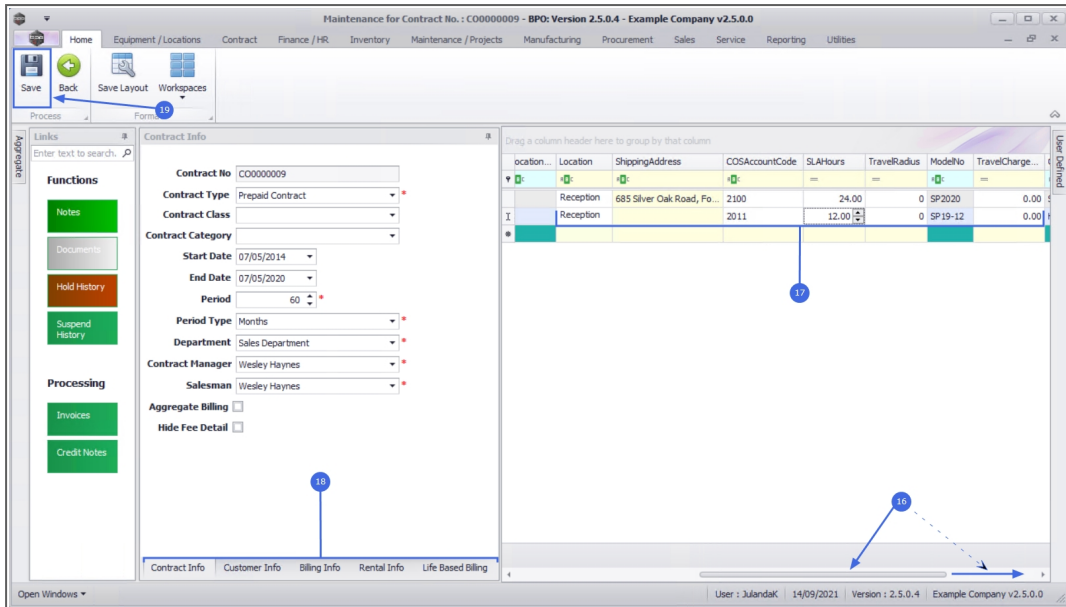 Maintenance for Contract No. : CO0000009 - BPO: Version 2.5.0.4 - Example Company v2.5.0.0
Home Equipment / Locations Contract Finance / HR Inventory Maintenance / Projects Manufacturing Procurement Sales Service Reporting Utilities
Save Back Save Layout Workspaces
19
Process
Aggregate
Links
Enter text to search.
Functions
Notes
Documents
Hold History
Suspend
History
Processing
Invoices
Credit Notes
Contract Info
Contract No CO0000009
Contract Type Prepaid Contract *
Contract Class
Contract Category
Start Date 07/05/2014
End Date 07/05/2020
Period 60 *
Period Type Months *
Department Sales Department *
Contract Manager Wesley Haynes *
Salesman Wesley Haynes *
Aggregate Billing
Hide Fee Detail
18
Contract Info Customer Info Billing Info Rental Info Life Based Billing
Drag a column header here to group by that column
ocation... Location ShippingAddress COSAccountCode SLAHours TravelRadius ModelNo TravelCharge...
Reception 685 Silver Oak Road, Fo... 2100 24.00 0 SP2020 0.00
Reception 2011 12.00 0 SP19-12 0.00
17
16
User Defined
Open Windows
User : JulandaK 14/09/2021 Version : 2.5.0.4 Example Company v2.5.0.0